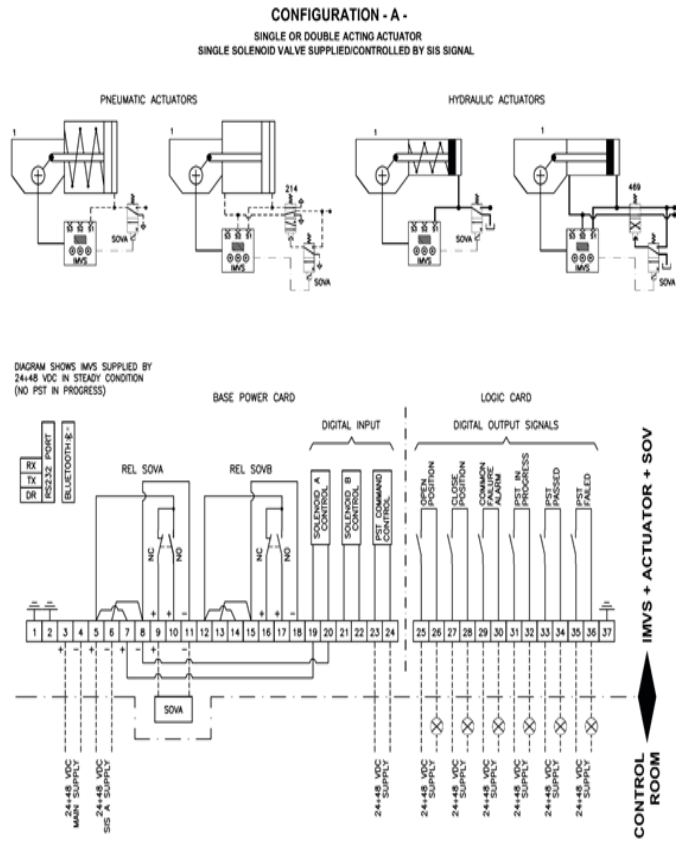 CONFIGURATION - A -
SINGLE OR DOUBLE ACTING ACTUATOR
SINGLE SOLENOID VALVE SUPPLIED/CONTROLLED BY SIS SIGNAL
PNEUMATIC ACTUATORS
HYDRAULIC ACTUATORS
1
1
1
1
214
469
SOVA
SOVA
SOVA
SOVA
IMVS
IMVS
IMVS
IMVS
DIAGRAM SHOWS IMVS SUPPLIED BY
24÷48 VDC IN STEADY CONDITION
(NO PST IN PROGRESS)
BASE POWER CARD
LOGIC CARD
DIGITAL INPUT
DIGITAL OUTPUT SIGNALS
RX
TX
DR
RS232 PORT
BLUETOOTH
REL SOVA
REL SOVB
NC
NO
NC
NO
SOLENOID A
CONTROL
SOLENOID B
CONTROL
PST COMMAND
CONTROL
OPEN
POSITION
CLOSE
POSITION
COMMON
FAILURE
ALARM
PST IN
PROGRESS
PST
PASSED
PST
FAILED
+ + -
+ + -
1 2 3 4 5 6 7 8 9 10 11 12 13 14 15 16 17 18 19 20 21 22 23 24 25 26 27 28 29 30 31 32 33 34 35 36 37
+ - + - + - + -
SOVA
24÷48 VDC
MAIN SUPPLY
24÷48 VDC
SIS A SUPPLY
24÷48 VDC
SUPPLY
24÷48 VDC
SUPPLY
24÷48 VDC
SUPPLY
24÷48 VDC
SUPPLY
24÷48 VDC
SUPPLY
24÷48 VDC
SUPPLY
24÷48 VDC
SUPPLY
IMVS + ACTUATOR + SOV
CONTROL
ROOM